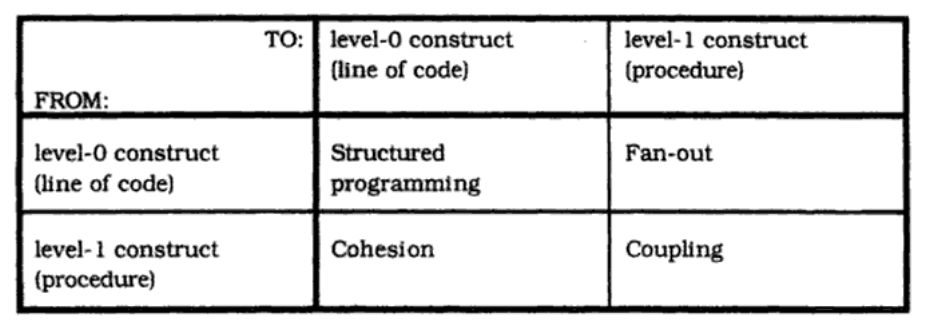 TO:
FROM:
level-0 construct
(line of code)
level-1 construct
(procedure)
level-0 construct
(line of code)
Structured
programming
Fan-out
level-1 construct
(procedure)
Cohesion
Coupling